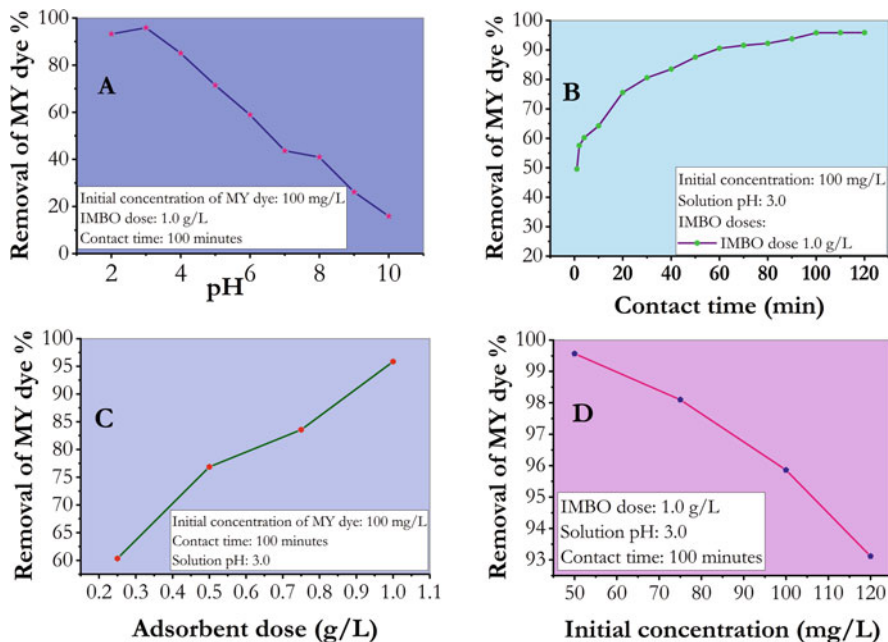 Removal of MY dye %
100
80
60
40
20
0
A
Initial concentration of MY dye: 100 mg/L
IMBO dose: 1.0 g/L
Contact time: 100 minutes
2 4 6 8 10
pH
Removal of MY dye %
100
90
80
70
60
50
40
30
20
B
Initial concentration: 100 mg/L
Solution pH: 3.0
IMBO doses:
IMBO dose 1.0 g/L
0 20 40 60 80 100 120
Contact time (min)
Removal of MY dye %
100
95
90
85
80
75
70
65
60
C
Initial concentration of MY dye: 100 mg/L
Contact time: 100 minutes
Solution pH: 3.0
0.2 0.3 0.4 0.5 0.6 0.7 0.8 0.9 1.0 1.1
Adsorbent dose (g/L)
Removal of MY dye %
100
99
98
97
96
95
94
93
D
IMBO dose: 1.0 g/L
Solution pH: 3.0
Contact time: 100 minutes
50 60 70 80 90 100 110 120
Initial concentration (mg/L)